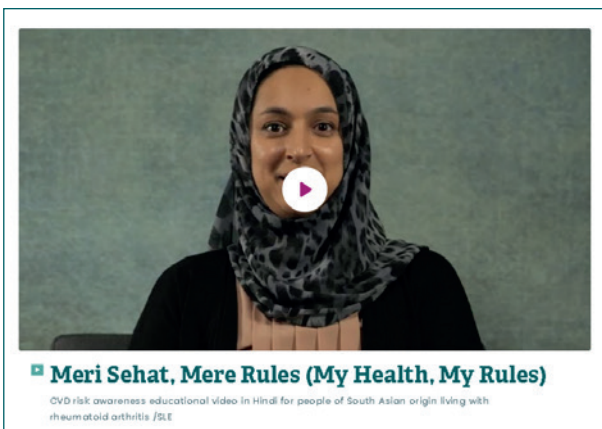 Meri Sehat, Mere Rules (My Health, My Rules)
CVD risk awareness educational video in Hindi for people of South Asian origin living with
rheumatoid arthritis /SLE